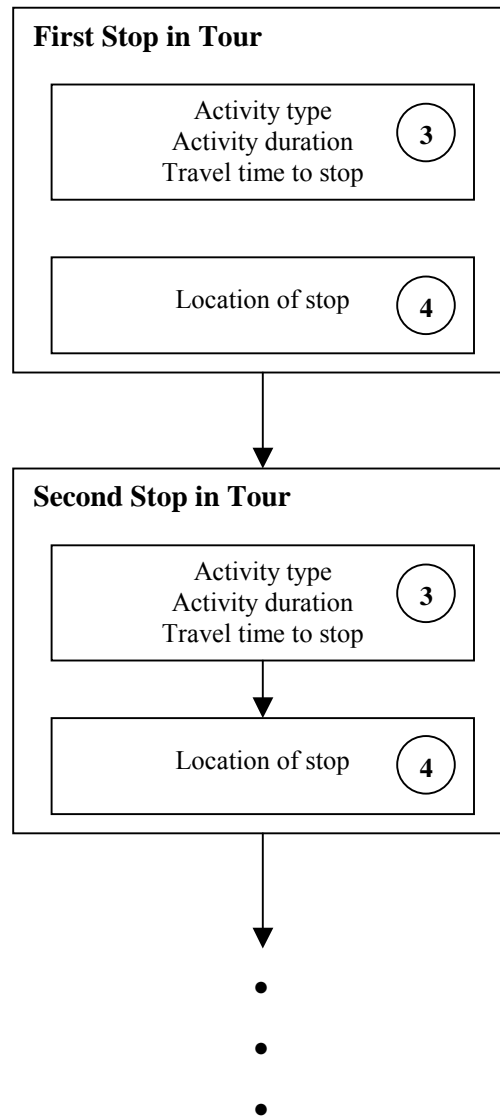 First Stop in Tour
Activity type
Activity duration
Travel time to stop
3
Location of stop
4
Second Stop in Tour
Activity type
Activity duration
Travel time to stop
3
Location of stop
4